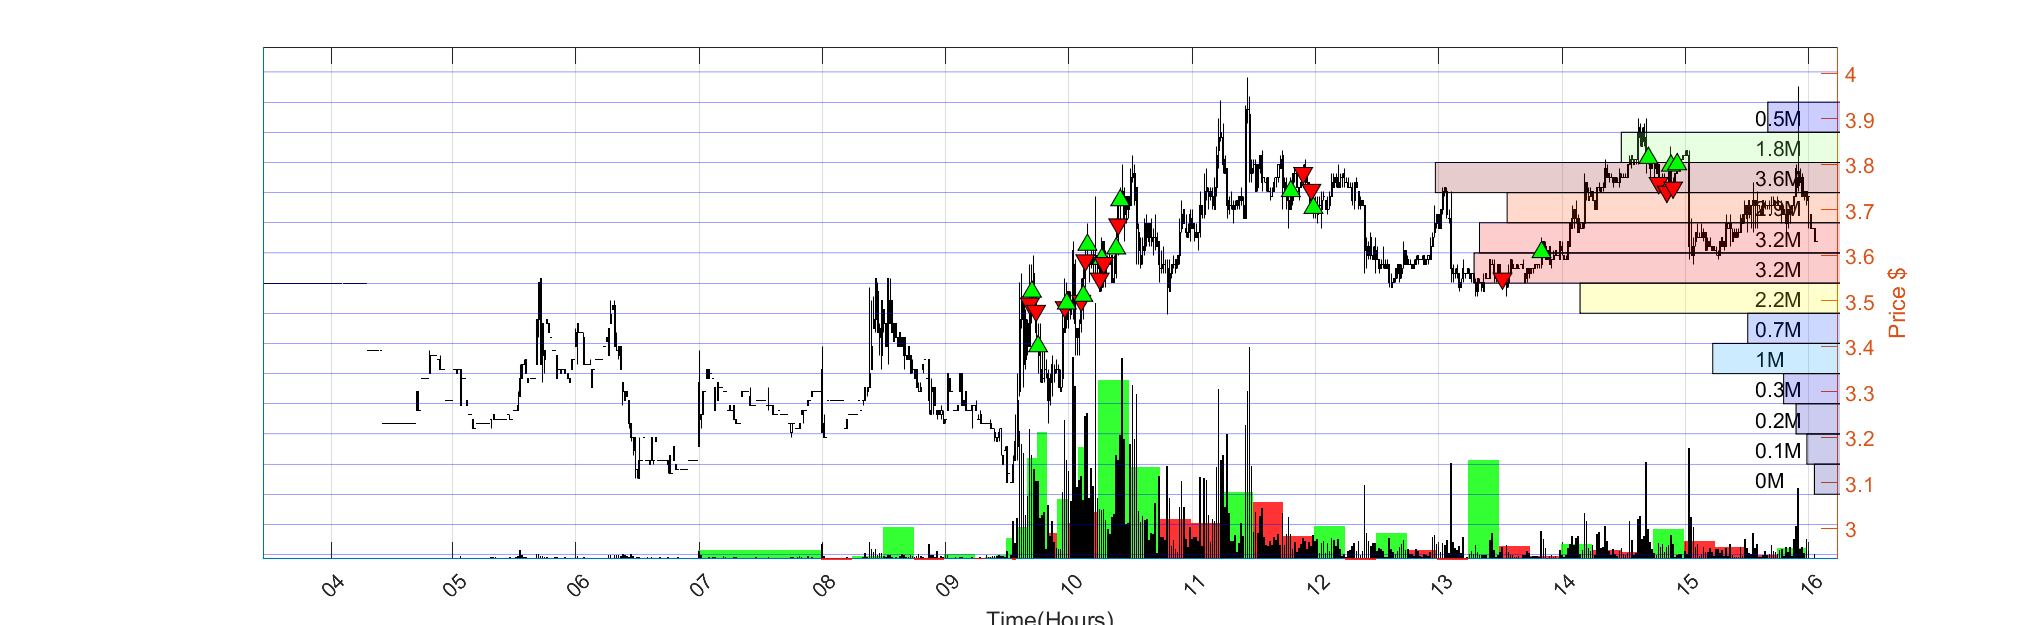 4
0.5M
3.9
1.8M
3.8
3.6M
3.7
3.2M
3.6
3.2M
2.2M
3.5
0.7M
3.4
1M
0.3M
3.3
0.2M
3.2
0.1M
0M
3.1
3
Price $
04 05 06 07 08 09 10 11 12 13 14 15 16
Time(Hours)